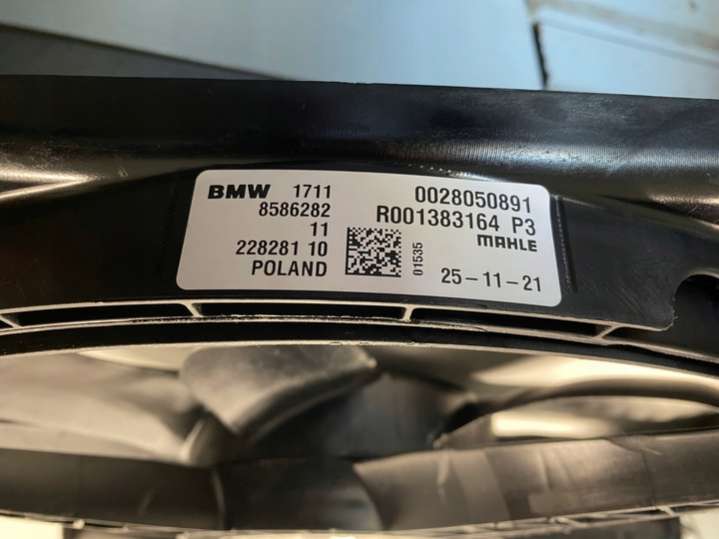 BMW 1711
8586282
11
228281 10
POLAND
01535
0028050891
R001383164 P3
MAHLE
25-11-21